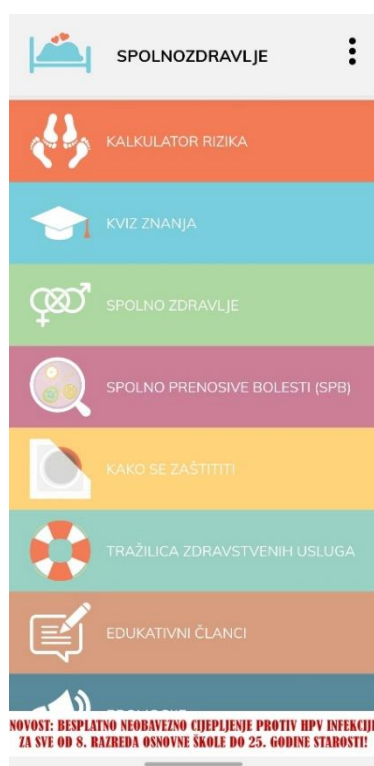 SPOLNOZDRAVLJE
KALKULATOR RIZIKA
KVIZ ZNANJA
SPOLNO ZDRAVLJE
SPOLNO PRENOSIVE BOLESTI (SPB)
KAKO SE ZAŠTITITI
TRAŽILICA ZDRAVSTVENIH USLUGA
EDUKATIVNI ČLANCI
NOVOST: BESPLATNO NEOBAVEZNO CIJEPLJENJE PROTIV HPV INFEKCIJE
ZA SVE OD 8. RAZREDA OSNOVNE ŠKOLE DO 25. GODINE STAROSTI!